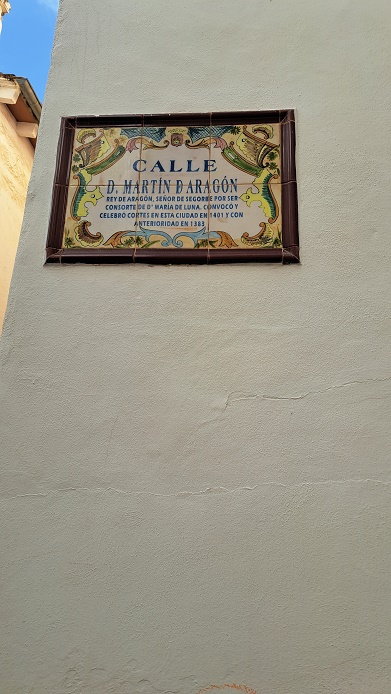 CALLE
D. MARTÍN D ARAGÓN
REY DE ARAGÓN, SEÑOR DE SEGORBE POR SER
CONSORTE DE Dª MARÍA DE LUNA, CONVOCÓ Y
CELEBRÓ CORTES EN ESTA CIUDAD EN 1401 Y CON
ANTERIORIDAD EN 1383